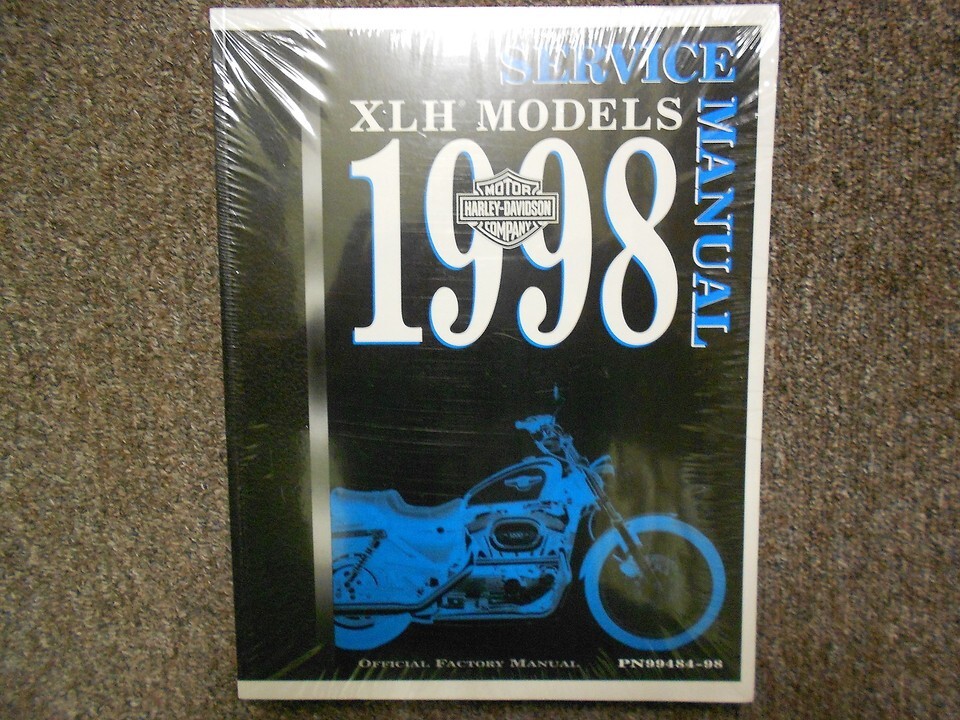 SERVICE
MANUAL
XLH MODELS
1998
MOTOR
HARLEY-DAVIDSON
COMPANY
OFFICIAL FACTORY MANUAL
PN99484-98